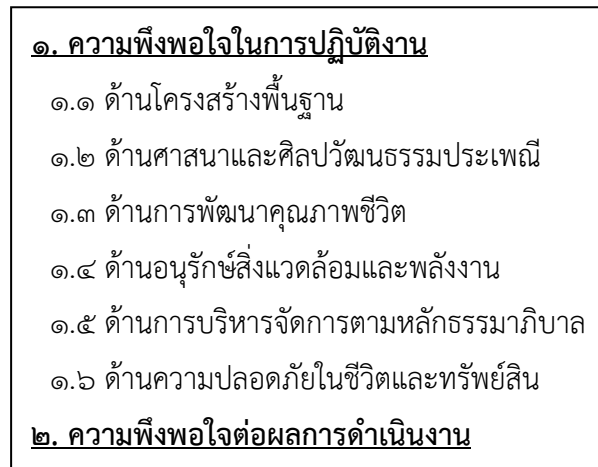 ๑. ความพึงพอใจในการปฏิบัติงาน
๑.๑ ด้านโครงสร้างพื้นฐาน
๑.๒ ด้านศาสนาและศิลปวัฒนธรรมประเพณี
๑.๓ ด้านการพัฒนาคุณภาพชีวิต
๑.๔ ด้านอนุรักษ์สิ่งแวดล้อมและพลังงาน
๑.๕ ด้านการบริหารจัดการตามหลักธรรมาภิบาล
๑.๖ ด้านความปลอดภัยในชีวิตและทรัพย์สิน
๒. ความพึงพอใจต่อผลการดำเนินงาน